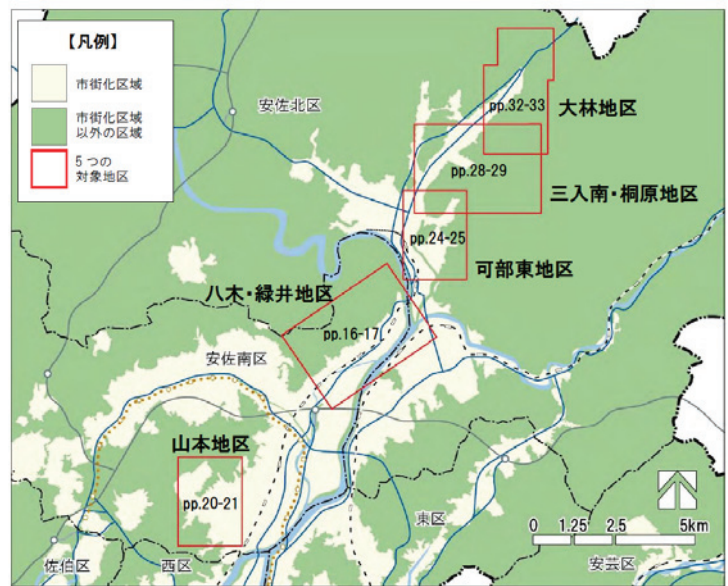 【凡例】
市街化区域
市街化区域
以外の区域
5つの
対象地区
安佐北区
pp.32-33
大林地区
pp.28-29
三入南・桐原地区
pp.24-25
可部東地区
八木・緑井地区
pp.16-17
安佐南区
山本地区
pp.20-21
東区
0 1.25 2.5 5km
佐伯区
西区
安芸区